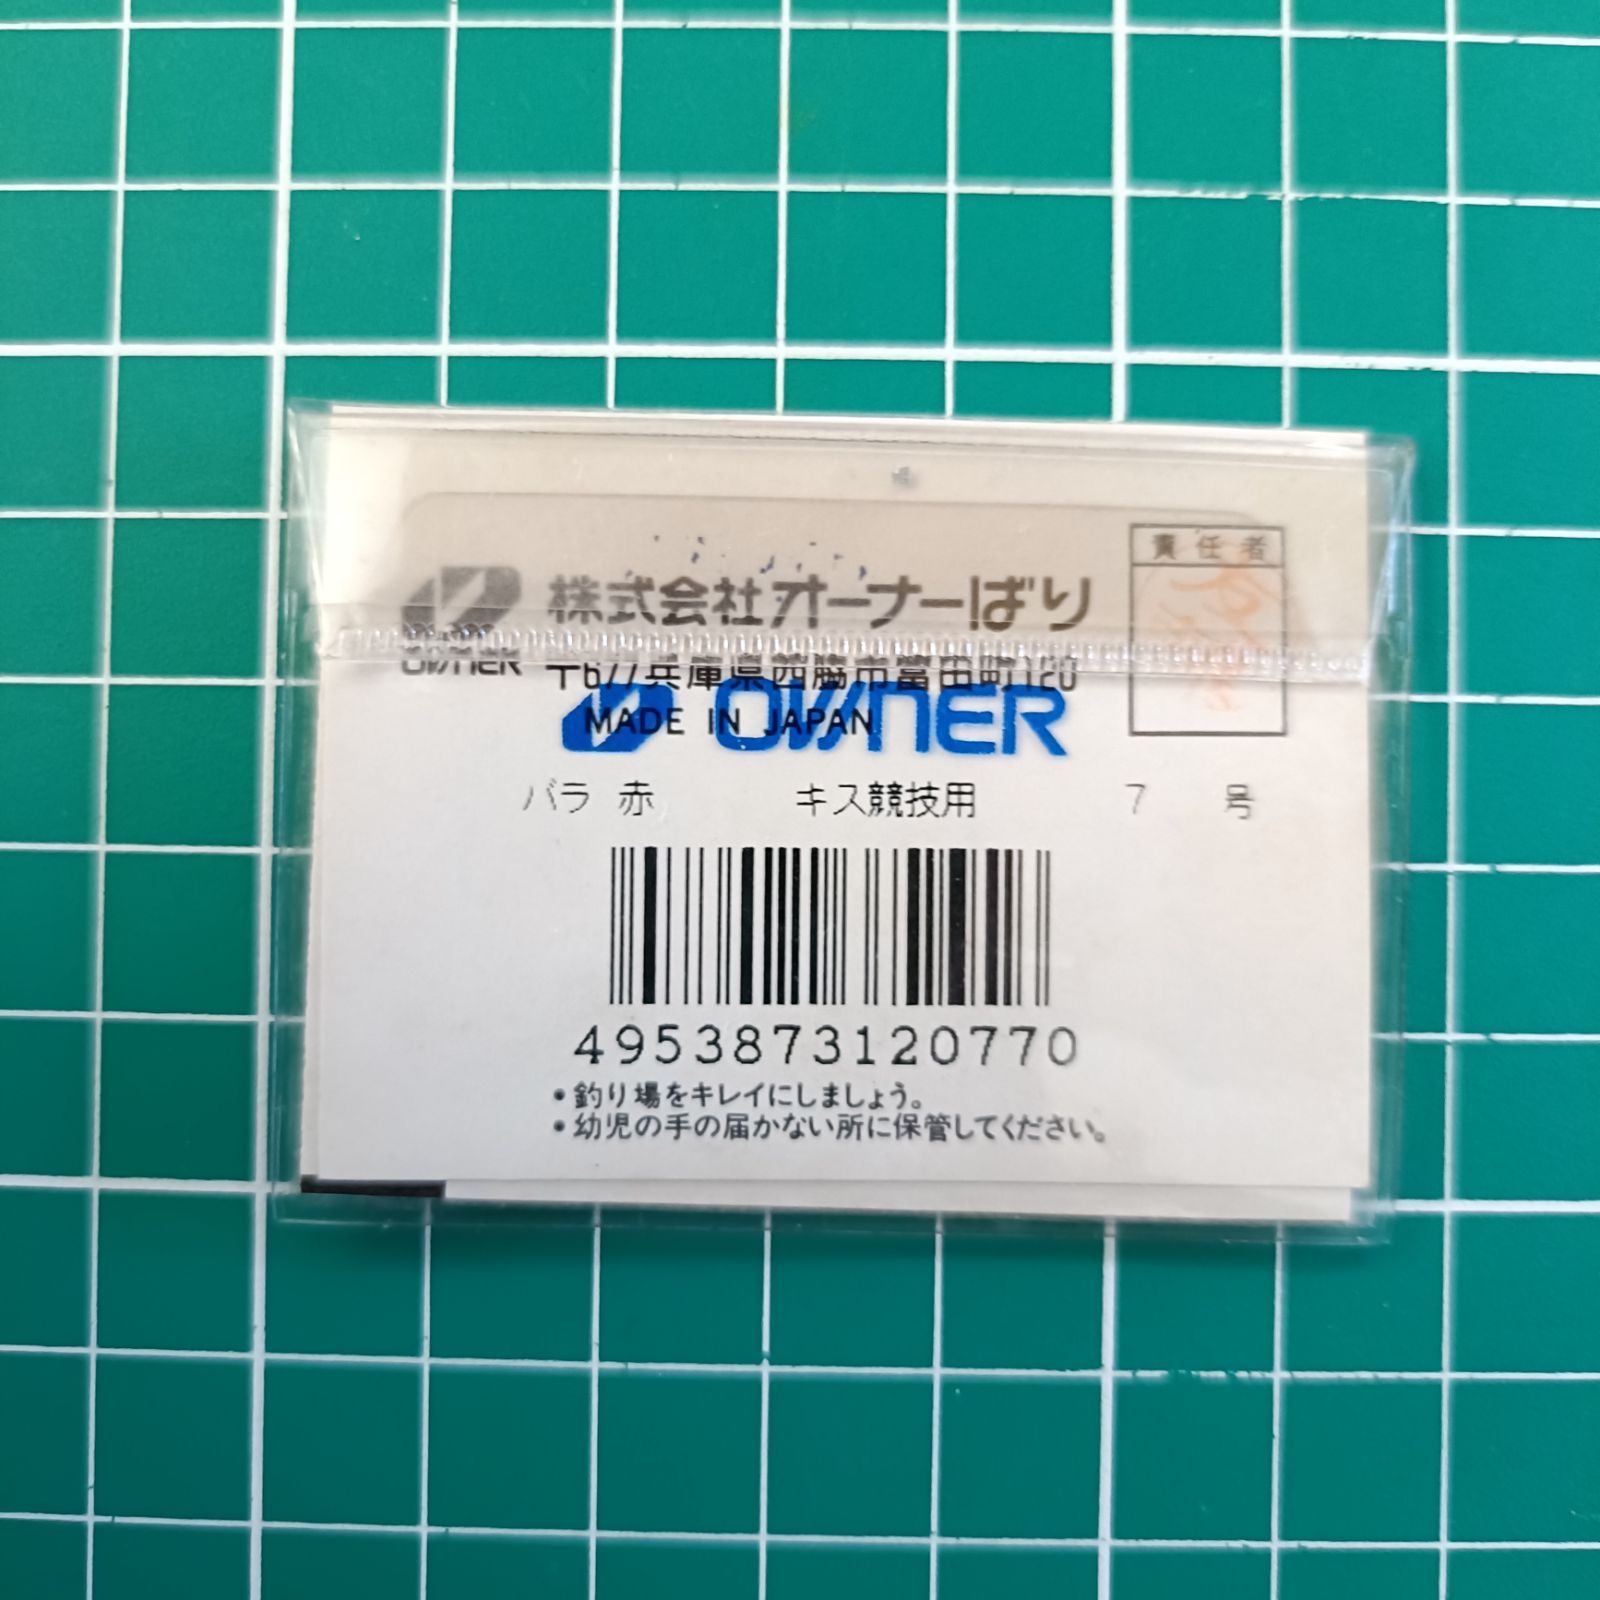 責任者
株式会社オーナーばり
OWNER
〒677兵庫県西脇市富田町120
OWNER
MADE IN JAPAN
バラ 赤 キス競技用 7 号
4953873120770
・釣り場をキレイにしましょう。
・幼児の手の届かない所に保管してください。